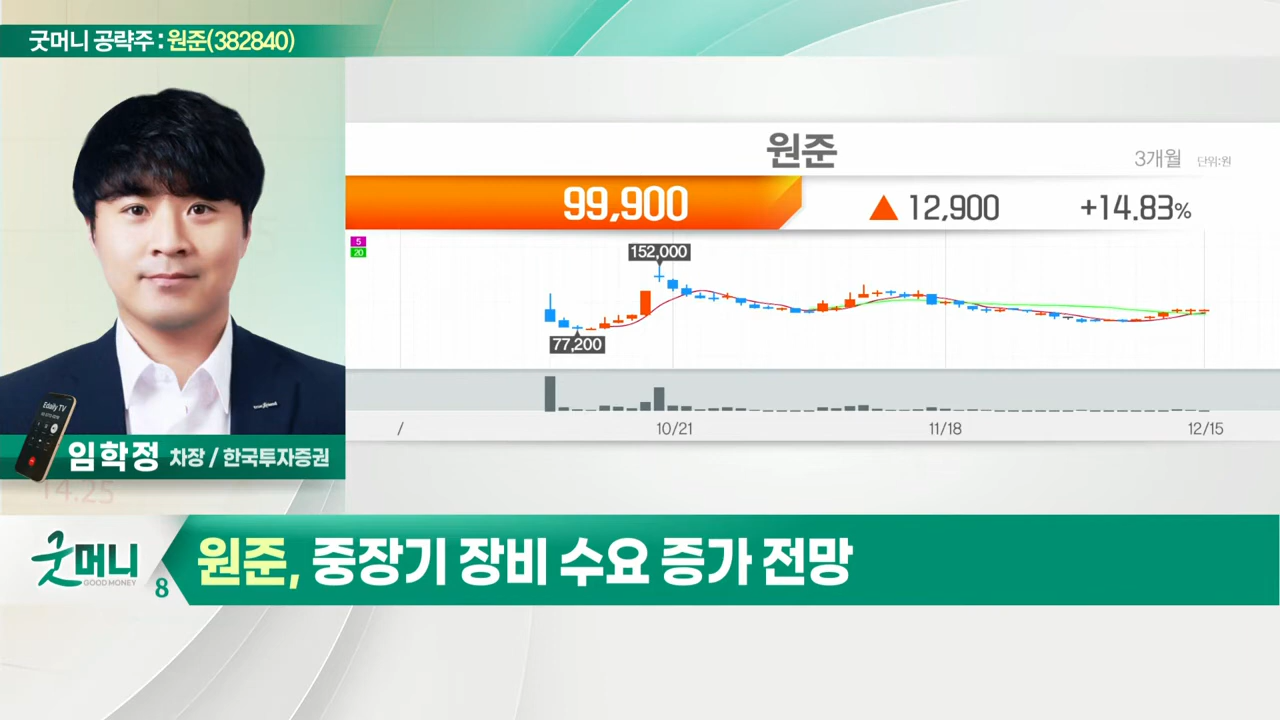 굿머니 공략주 : 원준(382840)
원준
3개월 단위:원
99,900 ▲ 12,900 +14.83%
5
20
152,000
77,200
/ 10/21 11/18 12/15
Edaily TV
임학정 차장 / 한국투자증권
14.25
굿머니
GOOD MONEY
8
원준, 중장기 장비 수요 증가 전망